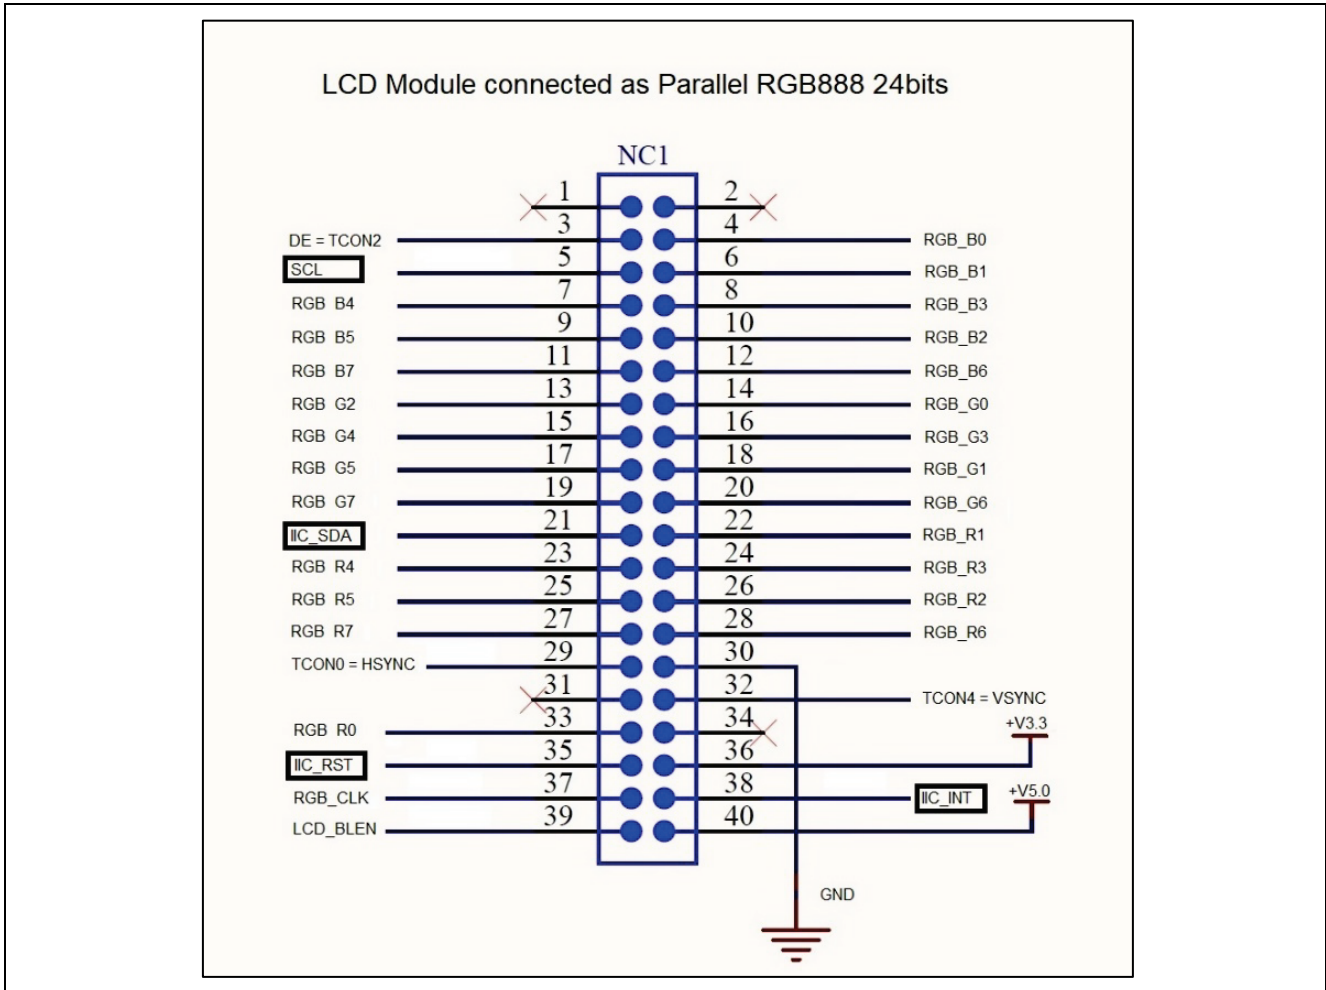 LCD Module connected as Parallel RGB888 24bits
NC1
1 2
DE = TCON2 3 4 RGB_B0
SCL 5 6 RGB_B1
RGB B4 7 8 RGB_B3
RGB B5 9 10 RGB_B2
RGB B7 11 12 RGB_B6
RGB G2 13 14 RGB_G0
RGB G4 15 16 RGB_G3
RGB G5 17 18 RGB_G1
RGB G7 19 20 RGB_G6
IIC_SDA 21 22 RGB_R1
RGB R4 23 24 RGB_R3
RGB R5 25 26 RGB_R2
RGB R7 27 28 RGB_R6
TCON0 = HSYNC 29 30
31 32 TCON4 = VSYNC
RGB R0 33 34 +V3.3
IIC_RST 35 36
RGB_CLK 37 38 IIC_INT +V5.0
LCD_BLEN 39 40
GND